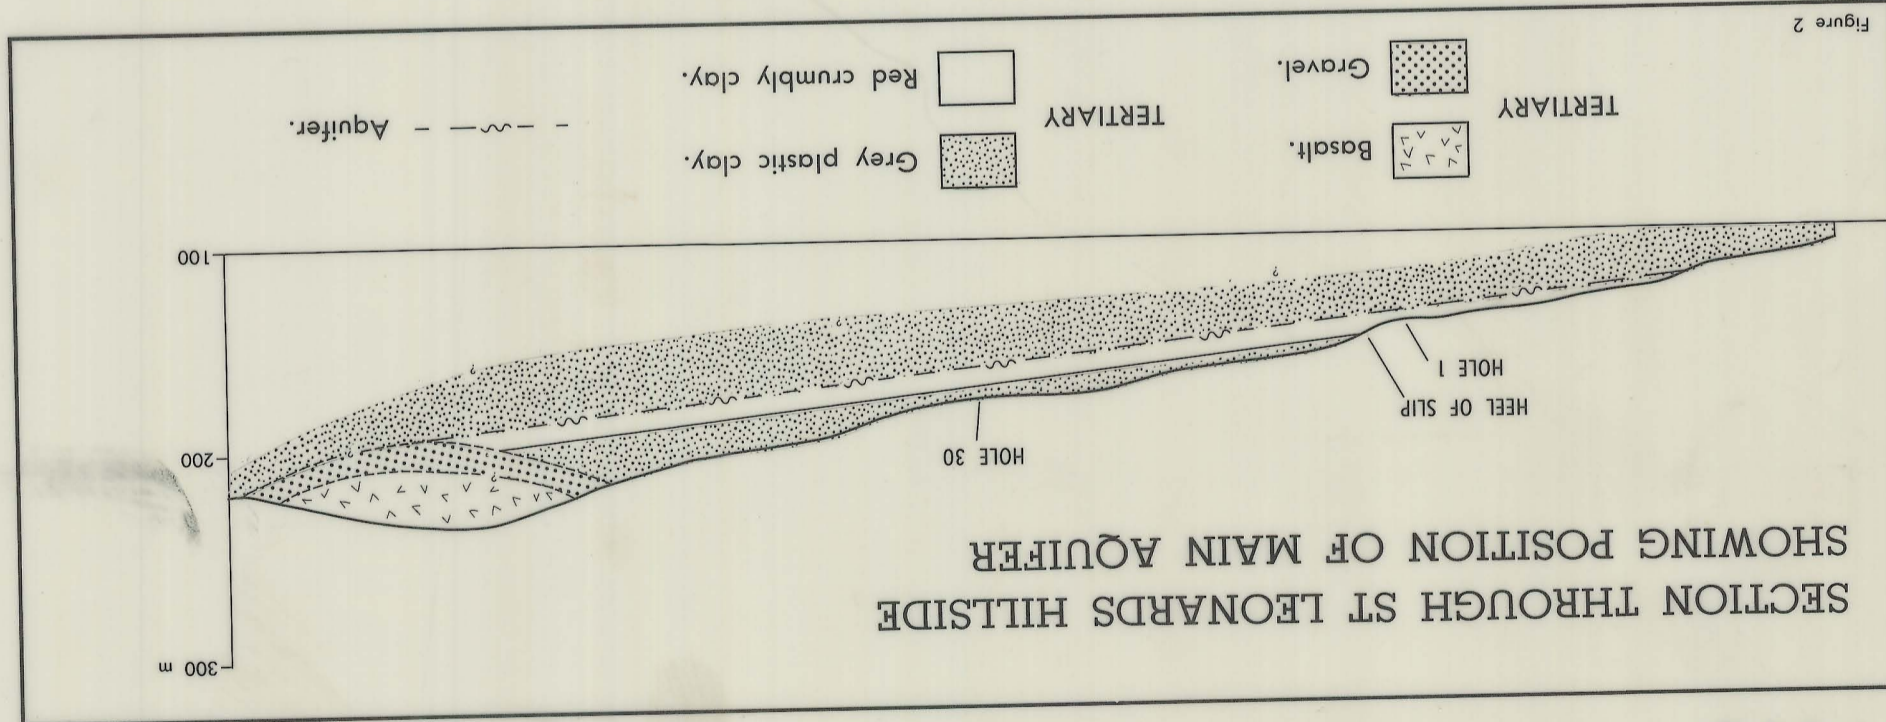 SECTION THROUGH ST LEONARDS HILLSIDE
SHOWING POSITION OF MAIN AQUIFER
300 m
200
100
HOLE 30
HEEL OF SLIP
HOLE 1
?
?
?
?
TERTIARY
Basalt.
Gravel.
TERTIARY
Grey plastic clay.
Red crumbly clay.
Aquifer.
Figure 2